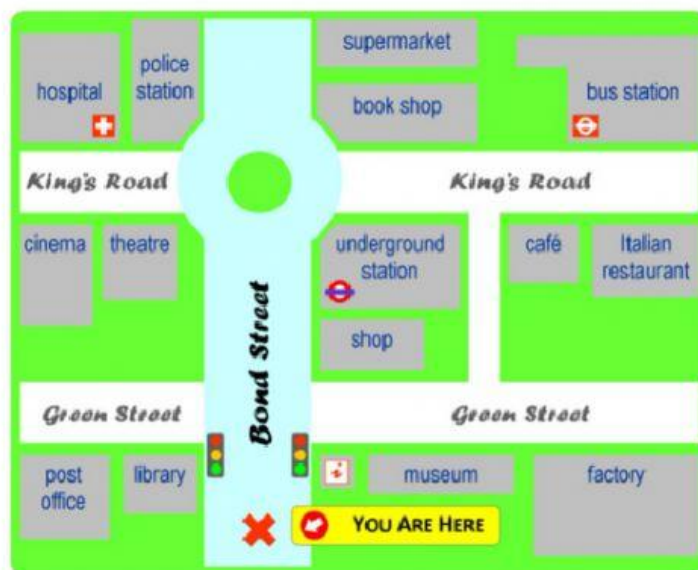 hospital
police
station
supermarket
book shop
bus station
King's Road
King's Road
cinema
theatre
underground
station
café
Italian
restaurant
shop
Bond Street
Green Street
Green Street
post
office
library
i
museum
factory
YOU ARE HERE